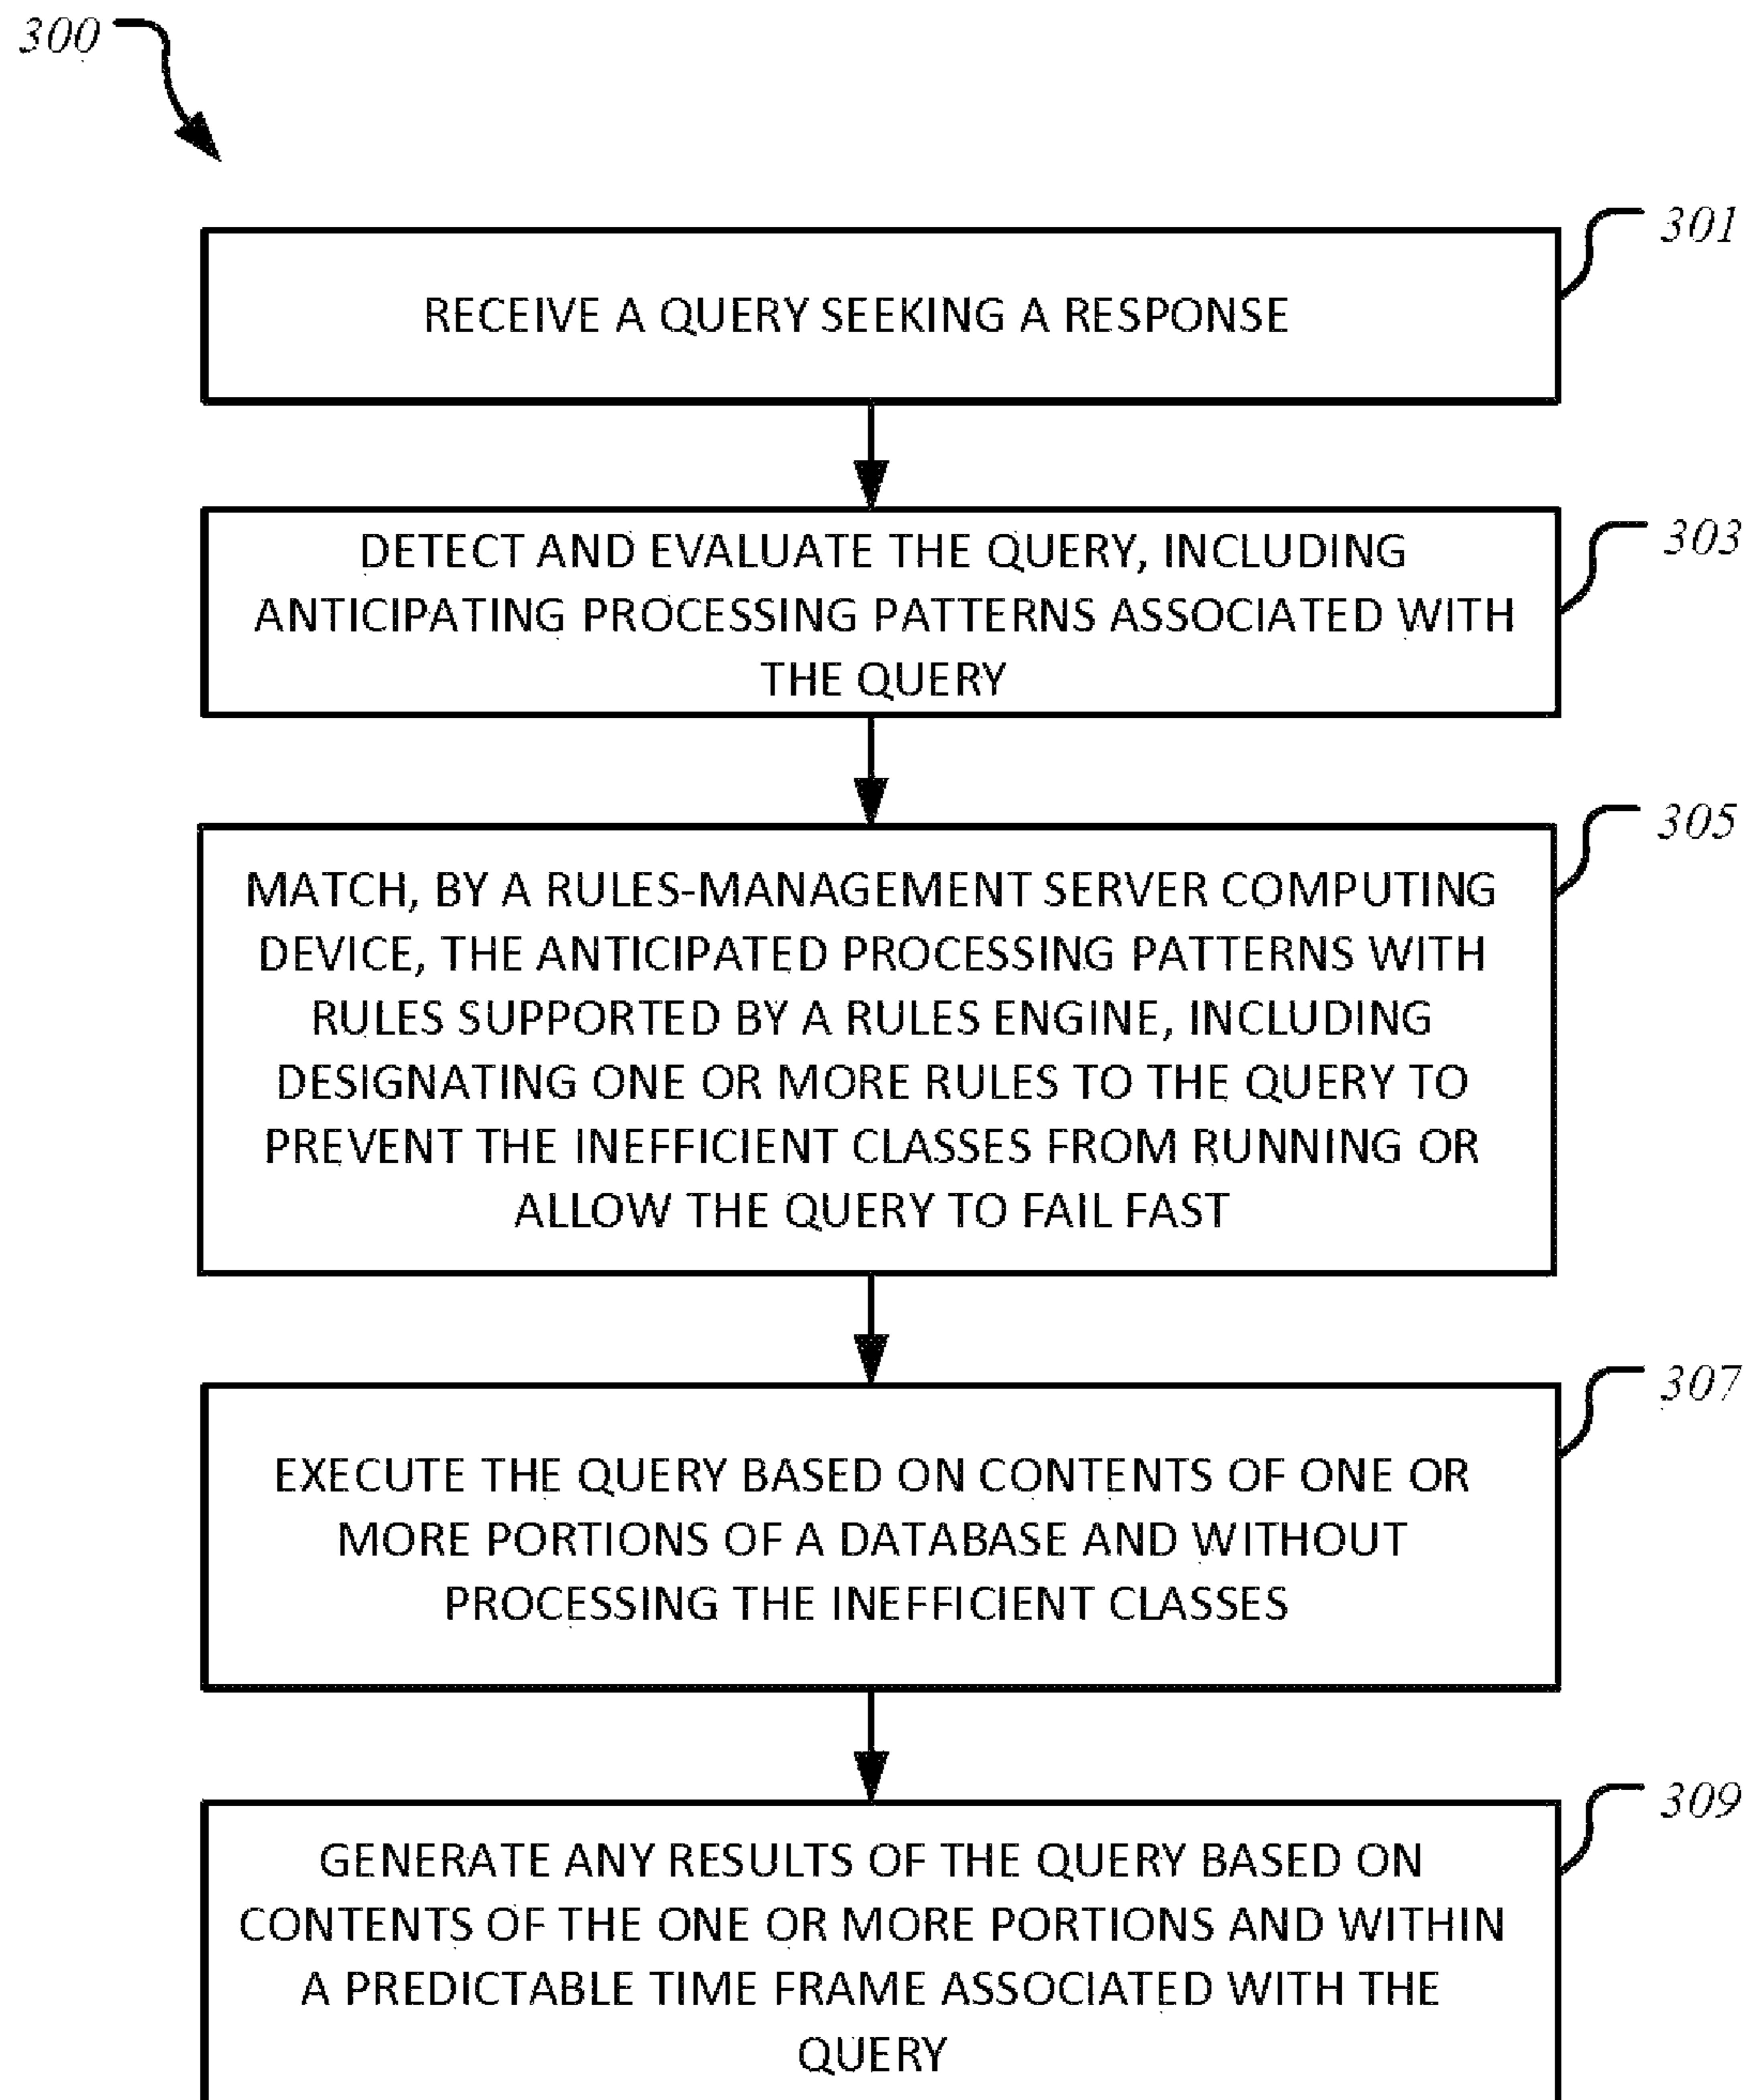 300
301
RECEIVE A QUERY SEEKING A RESPONSE
303
DETECT AND EVALUATE THE QUERY, INCLUDING
ANTICIPATING PROCESSING PATTERNS ASSOCIATED WITH
THE QUERY
305
MATCH, BY A RULES-MANAGEMENT SERVER COMPUTING
DEVICE, THE ANTICIPATED PROCESSING PATTERNS WITH
RULES SUPPORTED BY A RULES ENGINE, INCLUDING
DESIGNATING ONE OR MORE RULES TO THE QUERY TO
PREVENT THE INEFFICIENT CLASSES FROM RUNNING OR
ALLOW THE QUERY TO FAIL FAST
307
EXECUTE THE QUERY BASED ON CONTENTS OF ONE OR
MORE PORTIONS OF A DATABASE AND WITHOUT
PROCESSING THE INEFFICIENT CLASSES
309
GENERATE ANY RESULTS OF THE QUERY BASED ON
CONTENTS OF THE ONE OR MORE PORTIONS AND WITHIN
A PREDICTABLE TIME FRAME ASSOCIATED WITH THE
QUERY